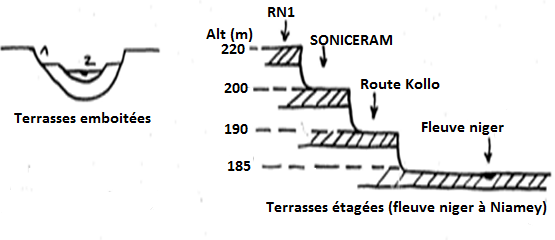 RN1
Alt (m)
220
SONICERAM
1
2
Terrasses emboitées
Route Kollo
200
Fleuve niger
190
185
Terrasses étagées (fleuve niger à Niamey)